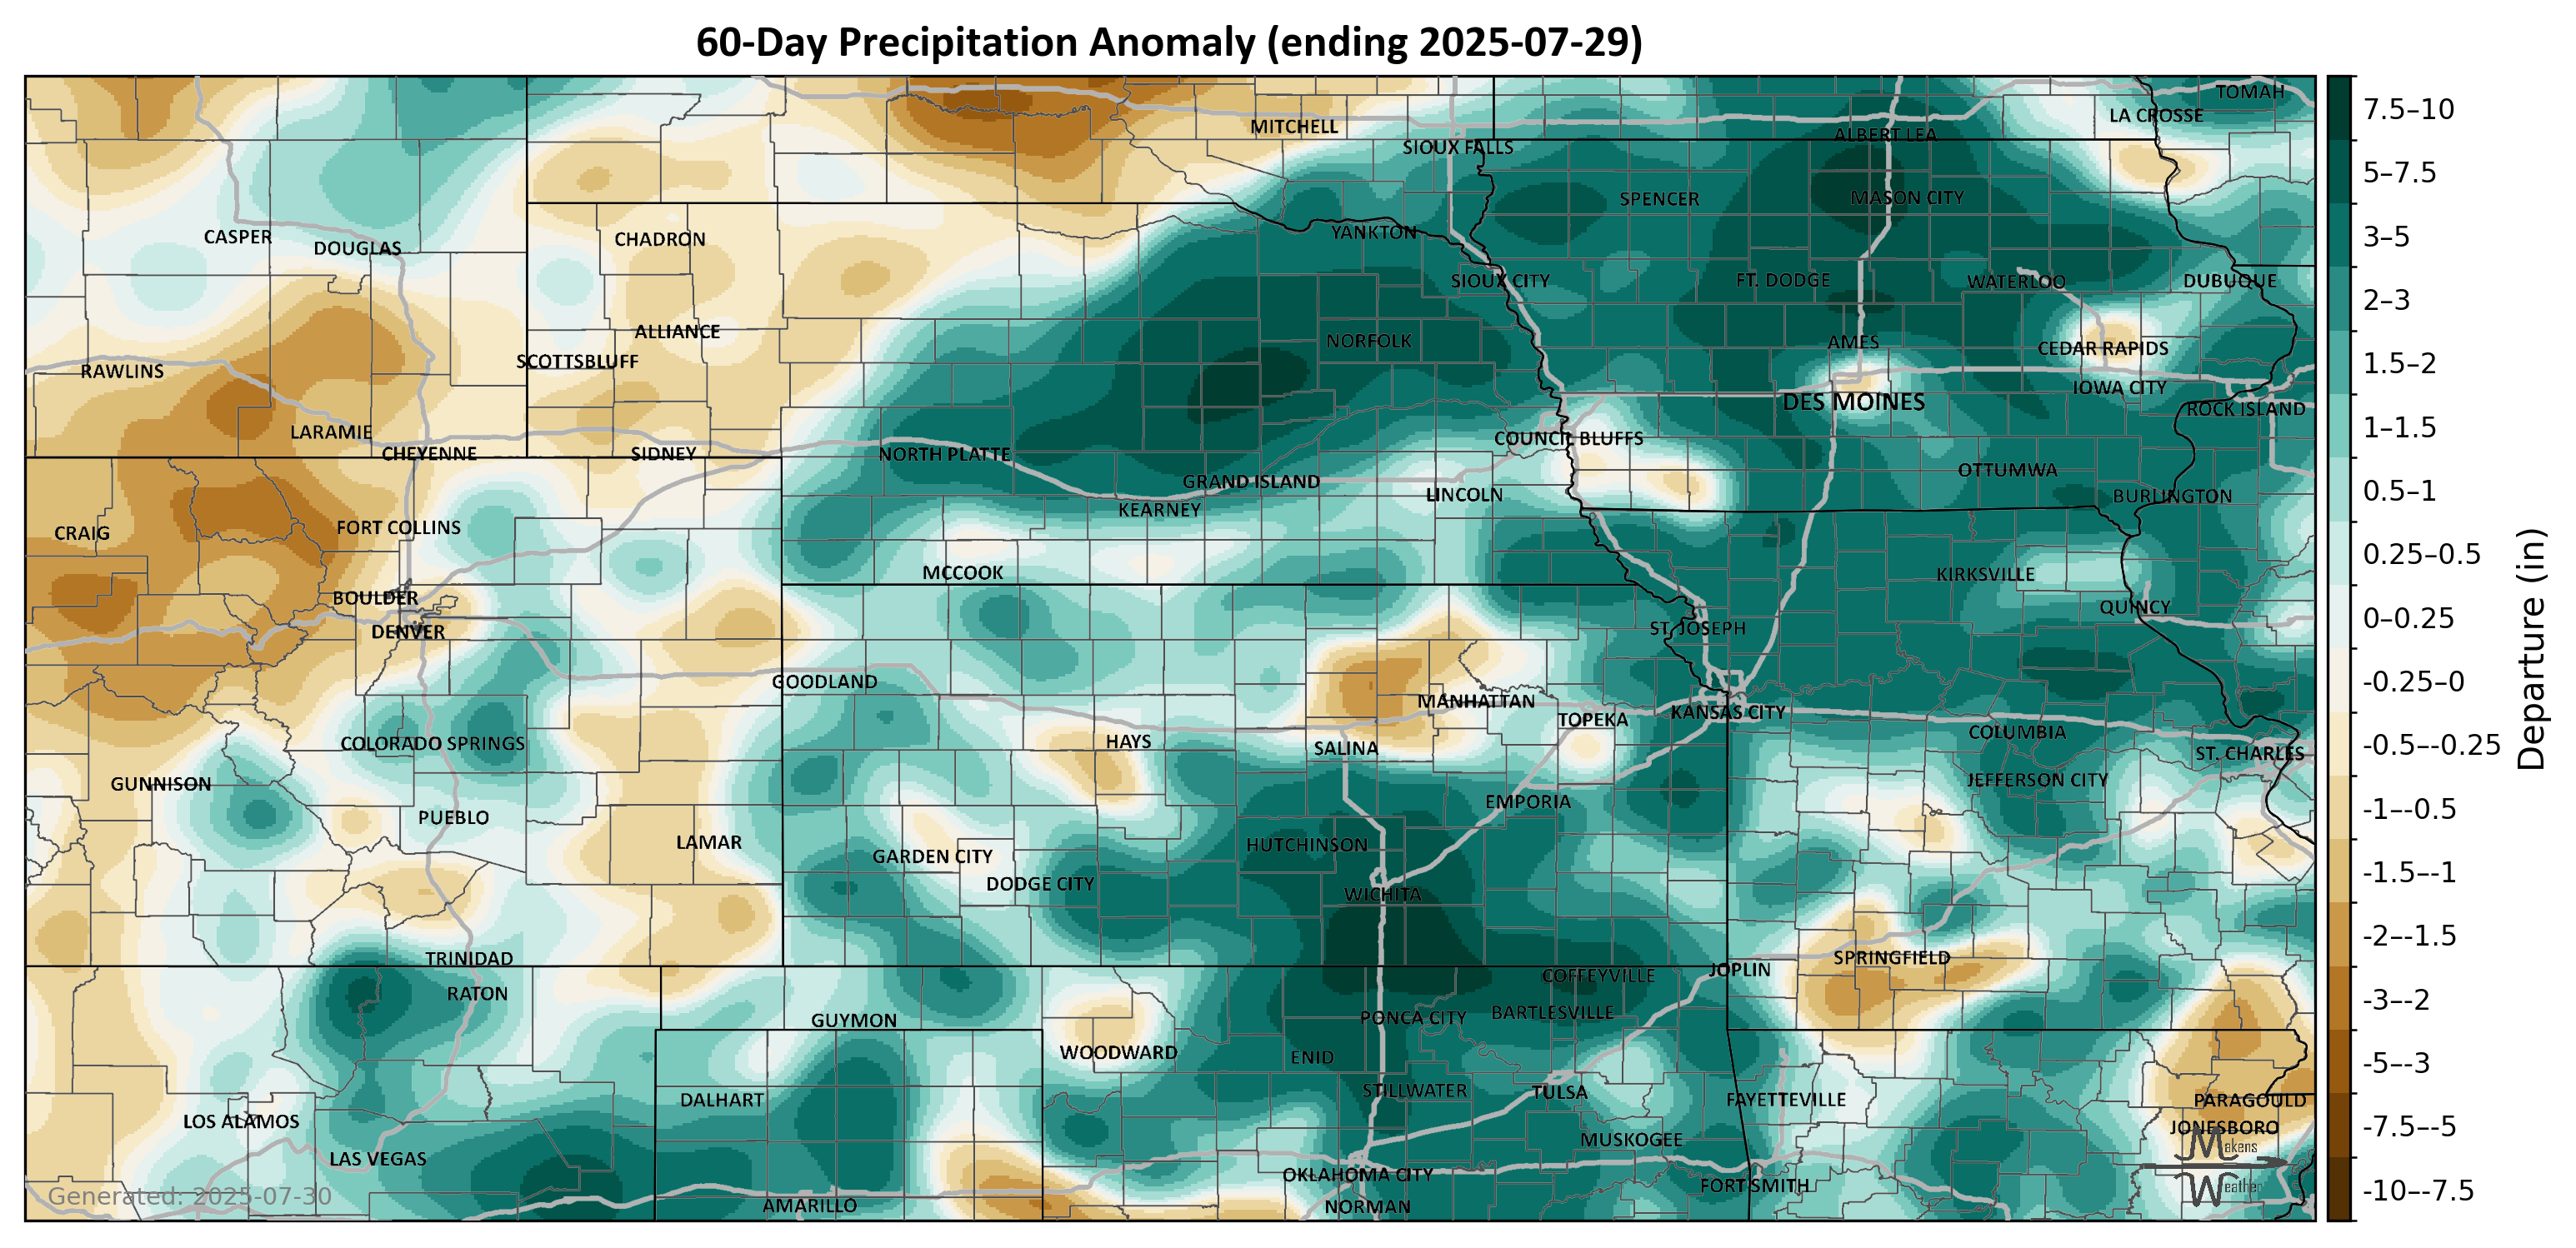 60-Day Precipitation Anomaly (ending 2025-07-29)
TOMAH
LA CROSSE
MITCHELL
ALBERT LEA
SIOUX FALLS
SPENCER
MASON CITY
CASPER
DOUGLAS
CHADRON
YANKTON
SIOUX CITY
FT. DODGE
WATERLOO
DUBUQUE
ALLIANCE
NORFOLK
AMES
CEDAR RAPIDS
SCOTTSBLUFF
RAWLINS
IOWA CITY
DES MOINES
ROCK ISLAND
LARAMIE
COUNCIL BLUFFS
CHEYENNE
SIDNEY
NORTH PLATTE
OTTUMWA
GRAND ISLAND
LINCOLN
BURLINGTON
KEARNEY
CRAIG
FORT COLLINS
MCCOOK
KIRKSVILLE
BOULDER
QUINCY
DENVER
ST. JOSEPH
GOODLAND
MANHATTAN
TOPEKA
KANSAS CITY
COLUMBIA
COLORADO SPRINGS
HAYS
SALINA
ST. CHARLES
GUNNISON
JEFFERSON CITY
EMPORIA
PUEBLO
LAMAR
HUTCHINSON
GARDEN CITY
DODGE CITY
WICHITA
TRINIDAD
SPRINGFIELD
JOPLIN
COFFEYVILLE
RATON
BARTLESVILLE
GUYMON
PONCA CITY
WOODWARD
ENID
STILLWATER
TULSA
DALHART
FAYETTEVILLE
PARAGOULD
LOS ALAMOS
JONESBORO
MUSKOGEE
LAS VEGAS
OKLAHOMA CITY
FORT SMITH
AMARILLO
NORMAN
Generated: 2025-07-30
Makens
Weather
7.5–10
5–7.5
3–5
2–3
1.5–2
1–1.5
0.5–1
0.25–0.5
0–0.25
-0.25–0
-0.5–-0.25
-1–-0.5
-1.5–-1
-2–-1.5
-3–-2
-5–-3
-7.5–-5
-10–-7.5
Departure (in)